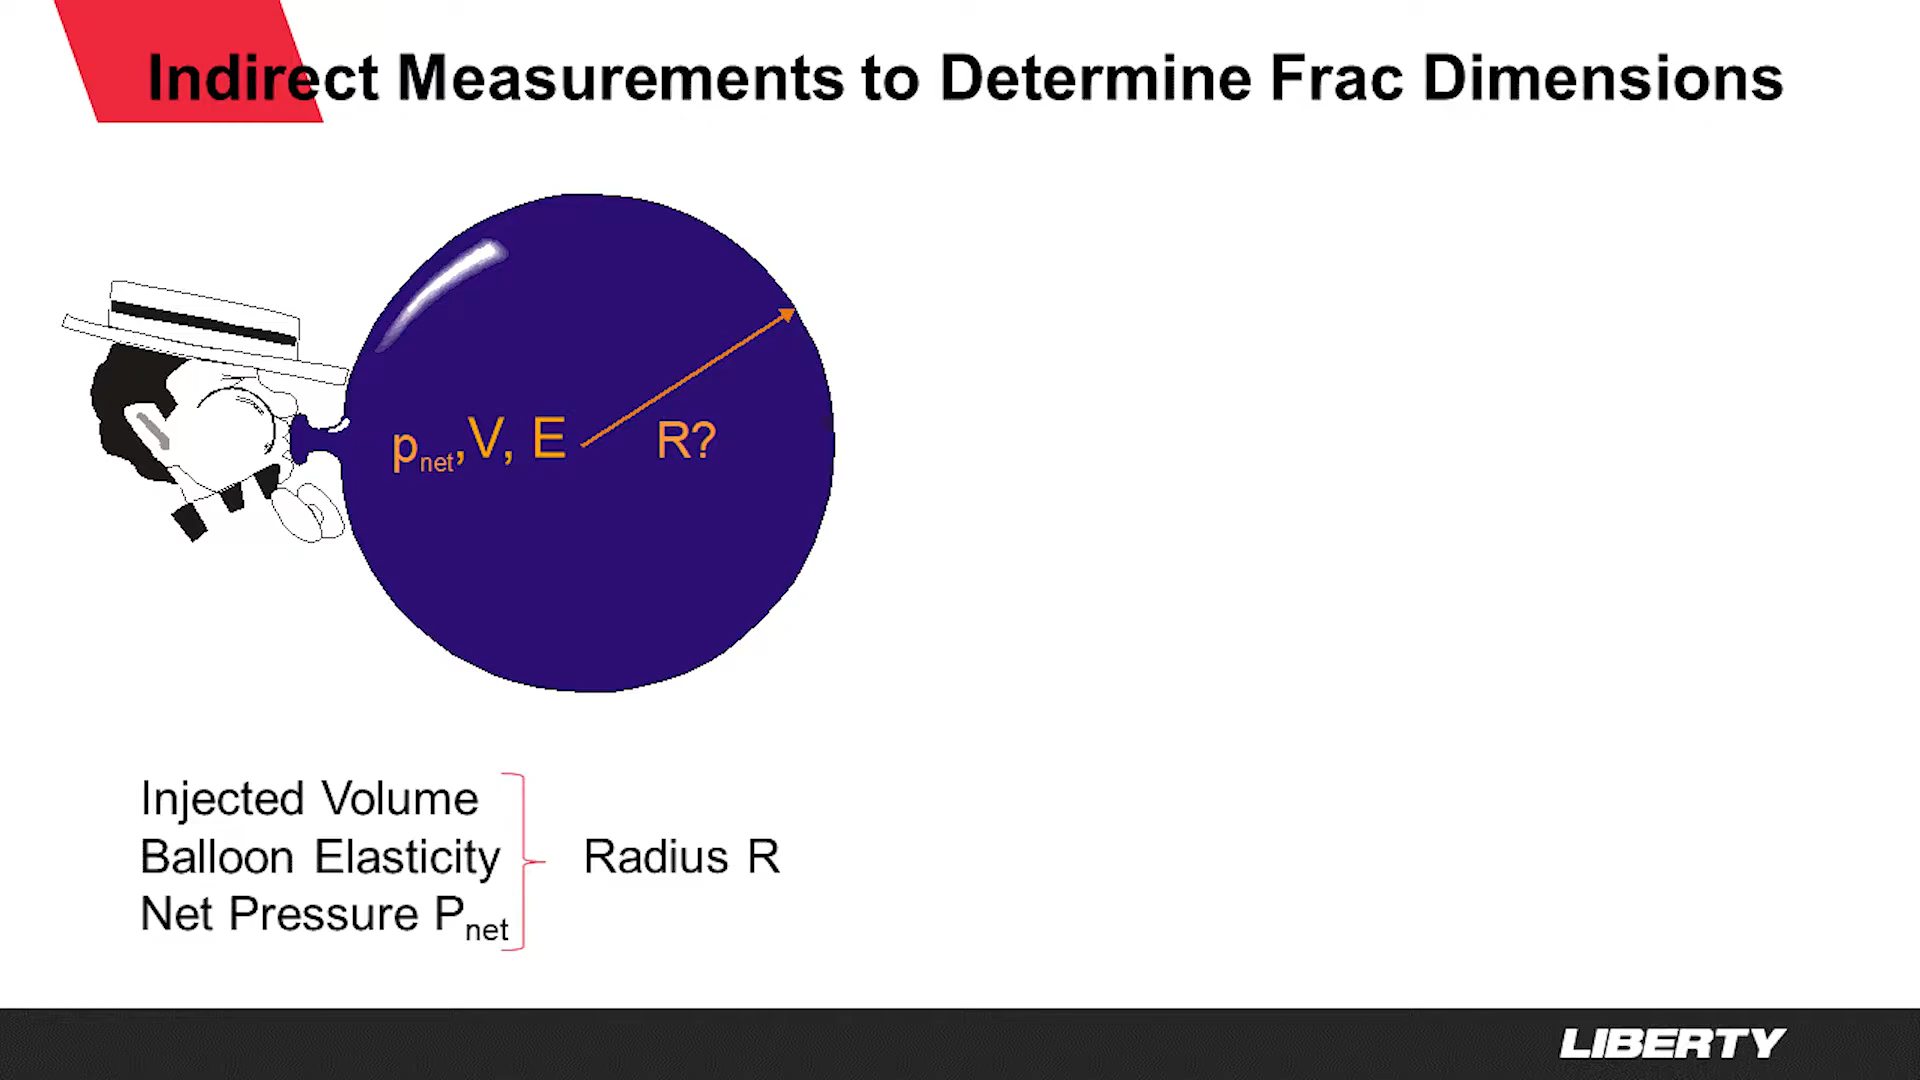 Indirect Measurements to Determine Frac Dimensions
pnet,V, E R?
Injected Volume
Balloon Elasticity
Net Pressure Pnet
Radius R
LIBERTY